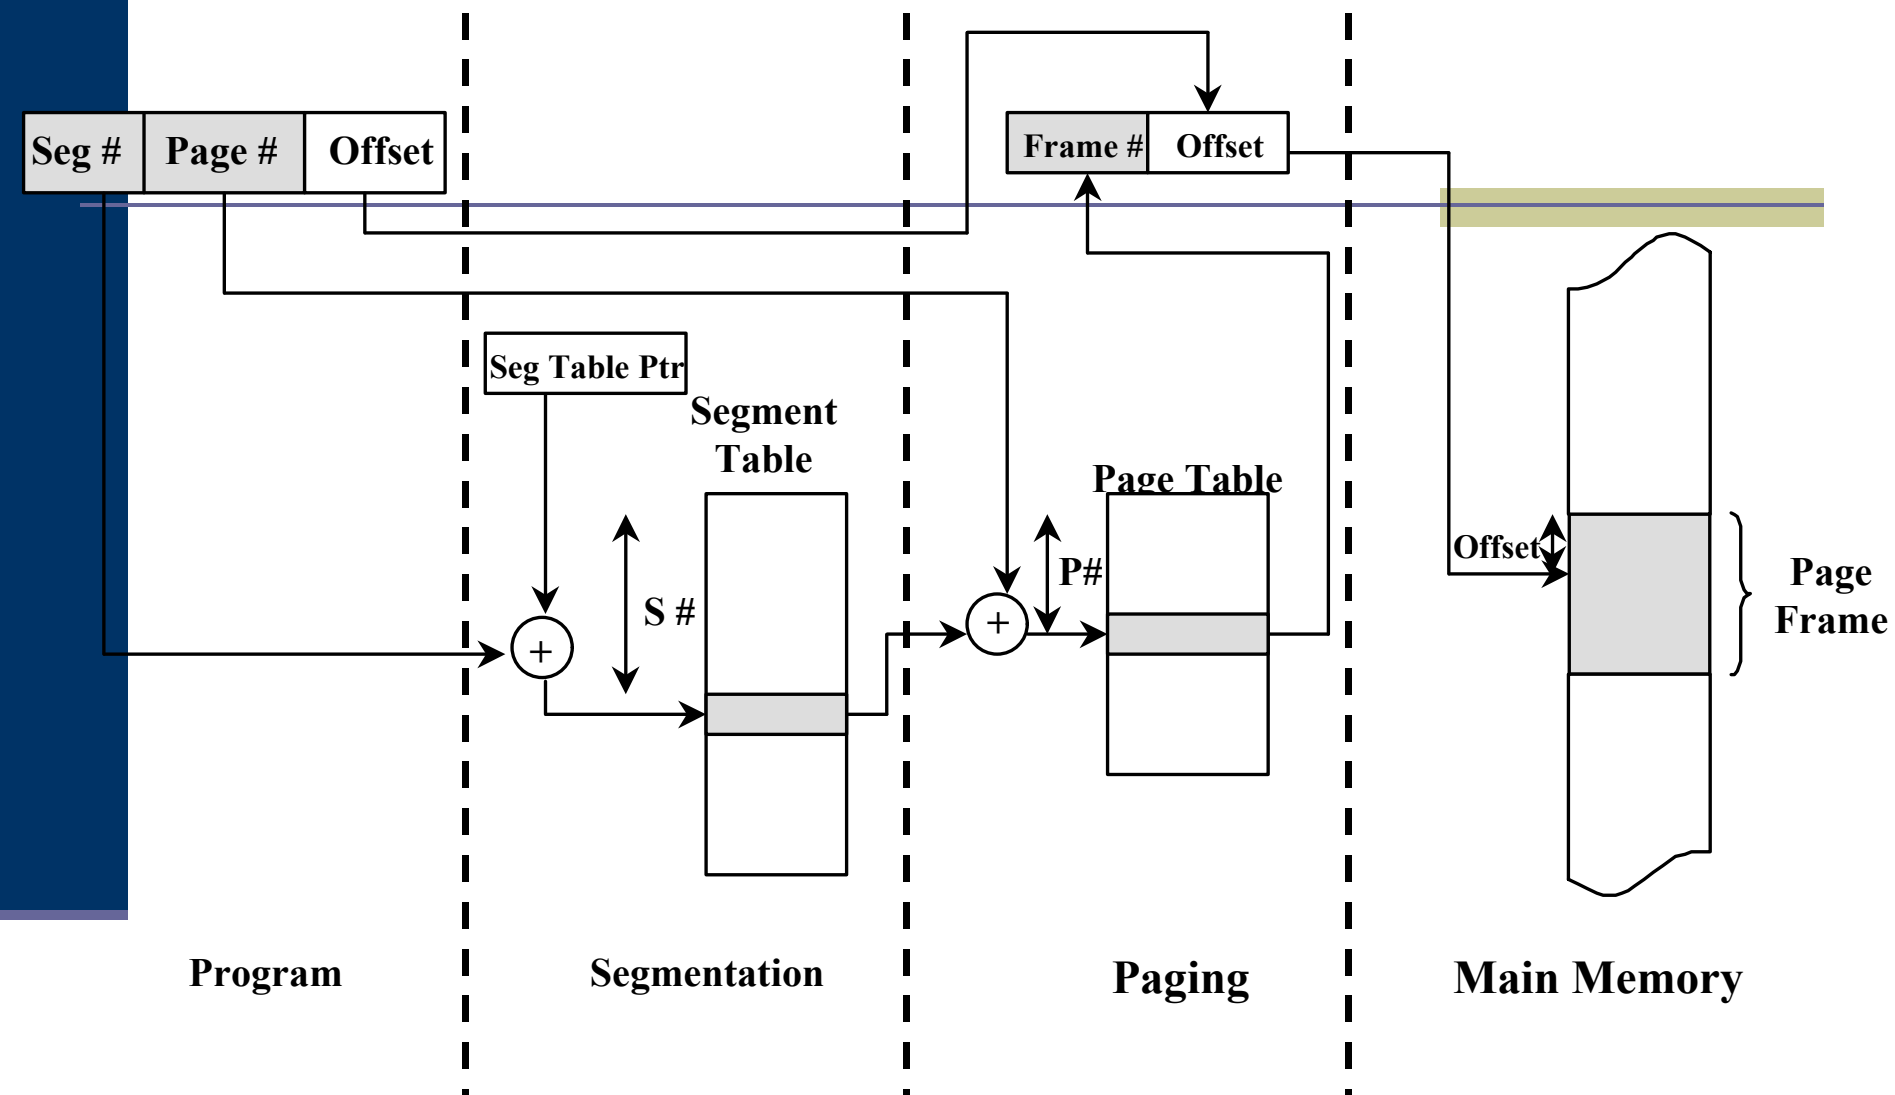 Seg # Page # Offset
Frame # Offset
Seg Table Ptr
Segment
Table
Page Table
S #
+
P#
+
Offset
Page
Frame
Program
Segmentation
Paging
Main Memory